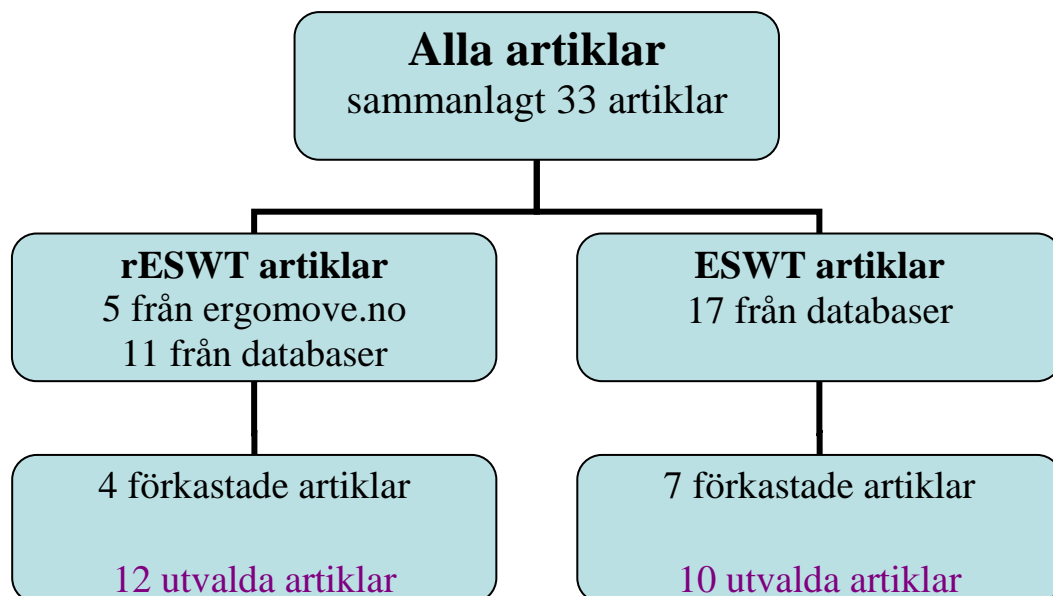 Alla artiklar
sammanlagt 33 artiklar
rESWT artiklar
5 från ergomove.no
11 från databaser
ESWT artiklar
17 från databaser
4 förkastade artiklar
12 utvalda artiklar
7 förkastade artiklar
10 utvalda artiklar